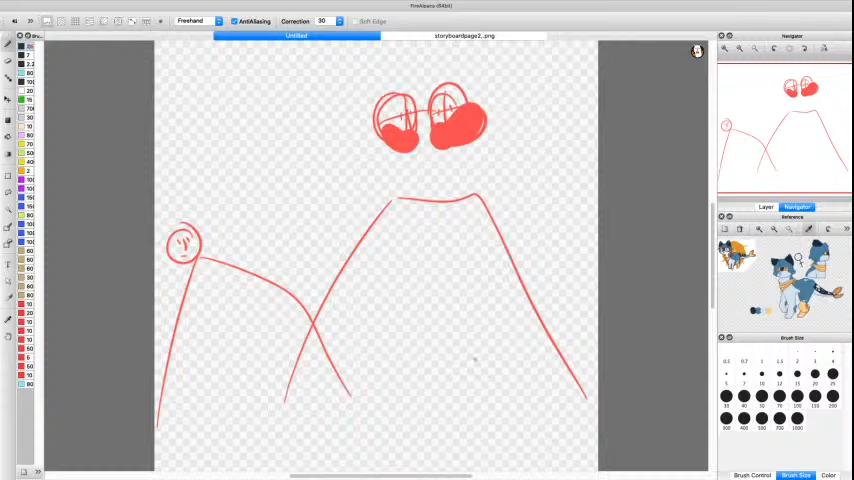 FireAlpaca (64bit)
Freehand AntiAliasing Correction 30 Soft Edge
Untitled storyboardpage2_.png
Navigator
Layer Navigator
Reference
Brush Size
0.5 0.7 1 1.5 2 3 4
5 7 10 12 15 20 25
30 40 50 70 100 150 200
300 400 500 700 1000
Brush Control Brush Size Color